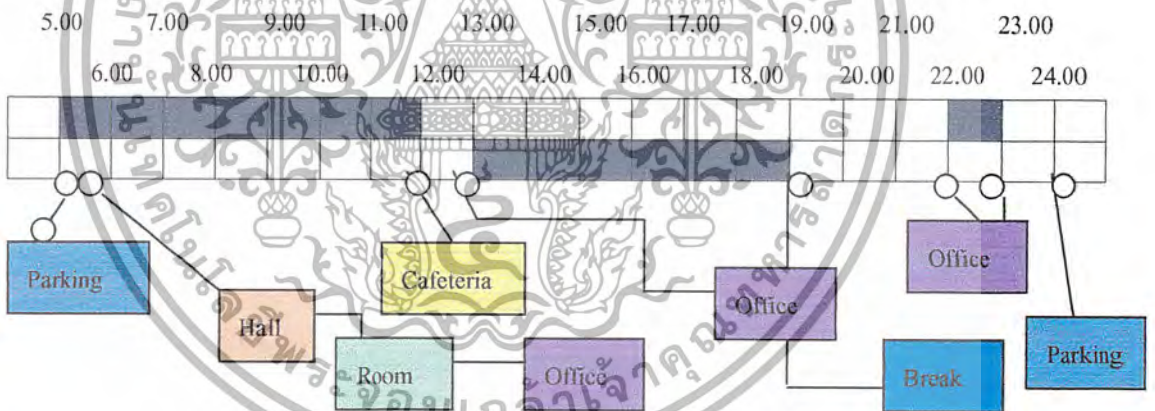 5.00 7.00 9.00 11.00 13.00 15.00 17.00 19.00 21.00 23.00
6.00 8.00 10.00 12.00 14.00 16.00 18.00 20.00 22.00 24.00
Parking
Hall
Cafeteria
Room
Office
Office
Break
Office
Parking